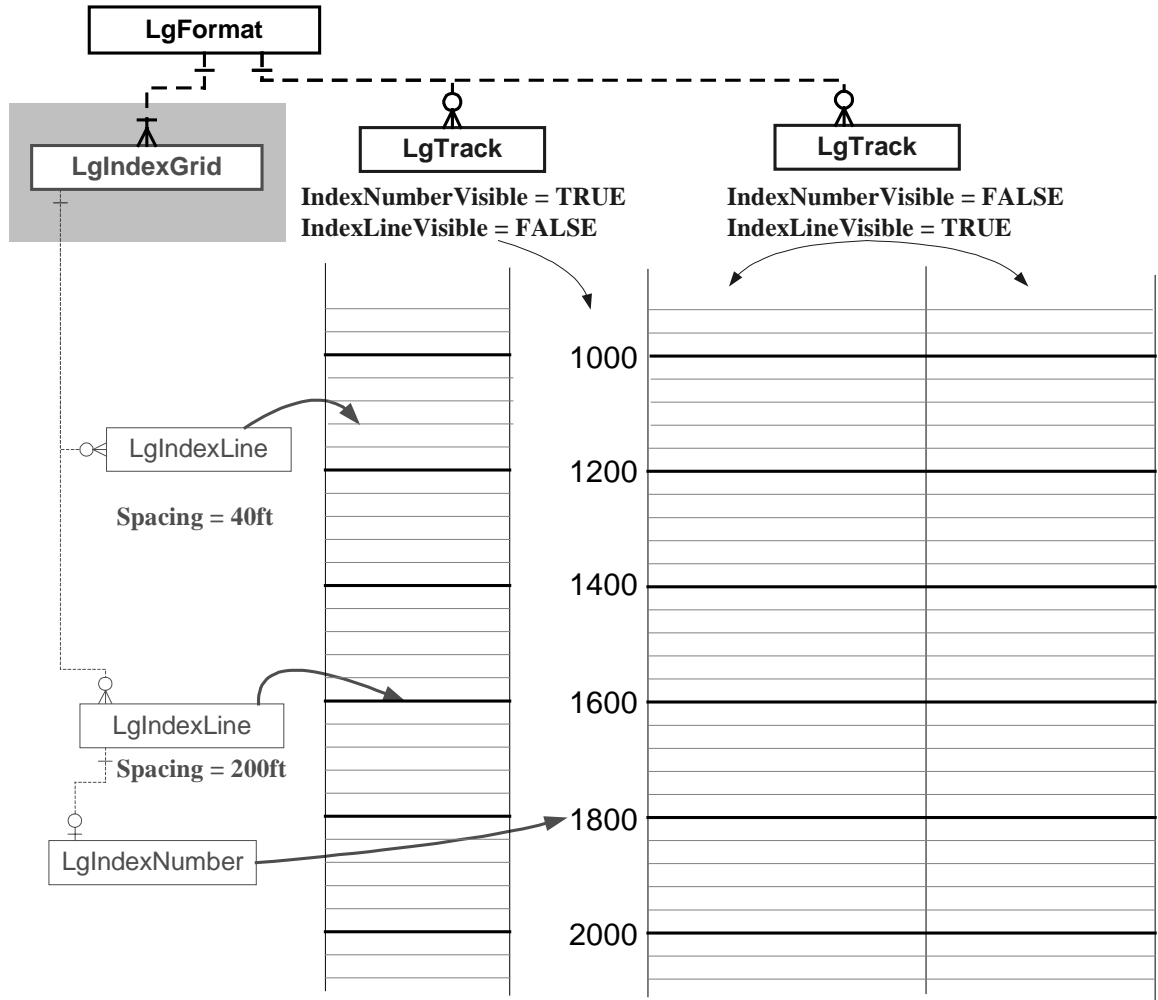 LgFormat
LgIndexGrid
LgTrack
LgTrack
IndexNumberVisible = TRUE
IndexLineVisible = FALSE
IndexNumberVisible = FALSE
IndexLineVisible = TRUE
1000
LgIndexLine
1200
Spacing = 40ft
1400
1600
LgIndexLine
Spacing = 200ft
1800
LgIndexNumber
2000